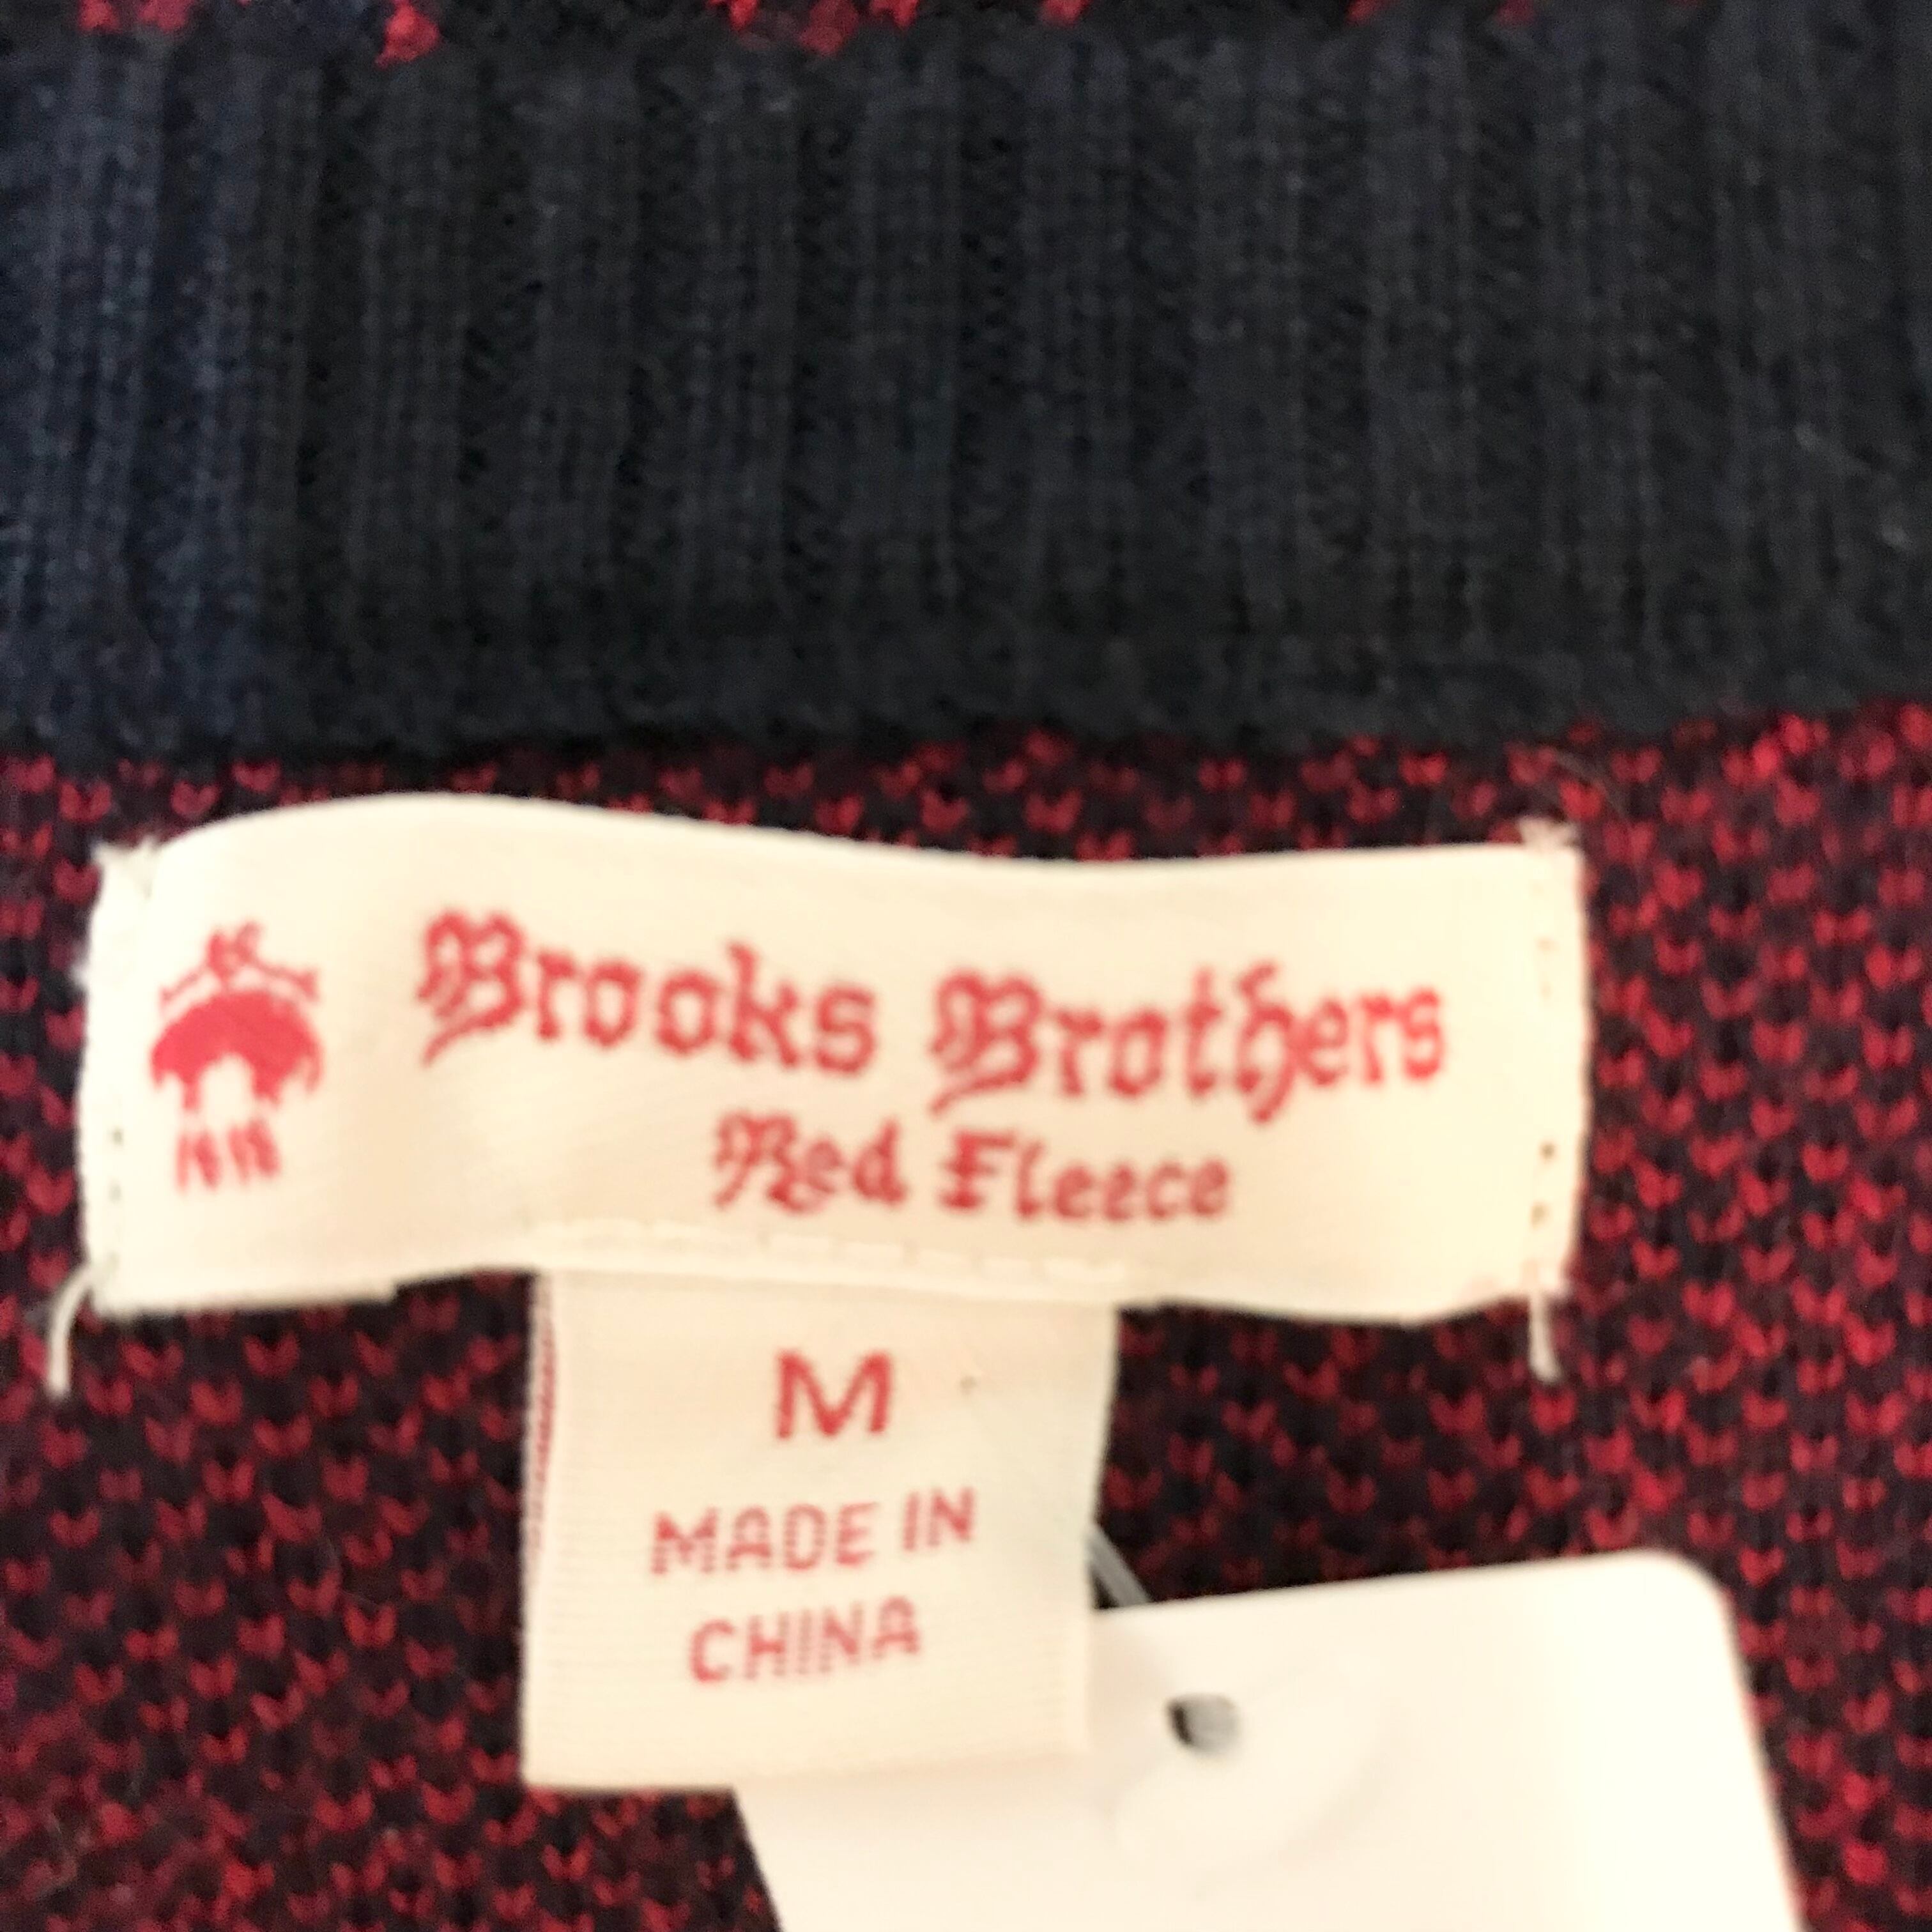 Brooks Brothers
Red Fleece
M
MADE IN
CHINA